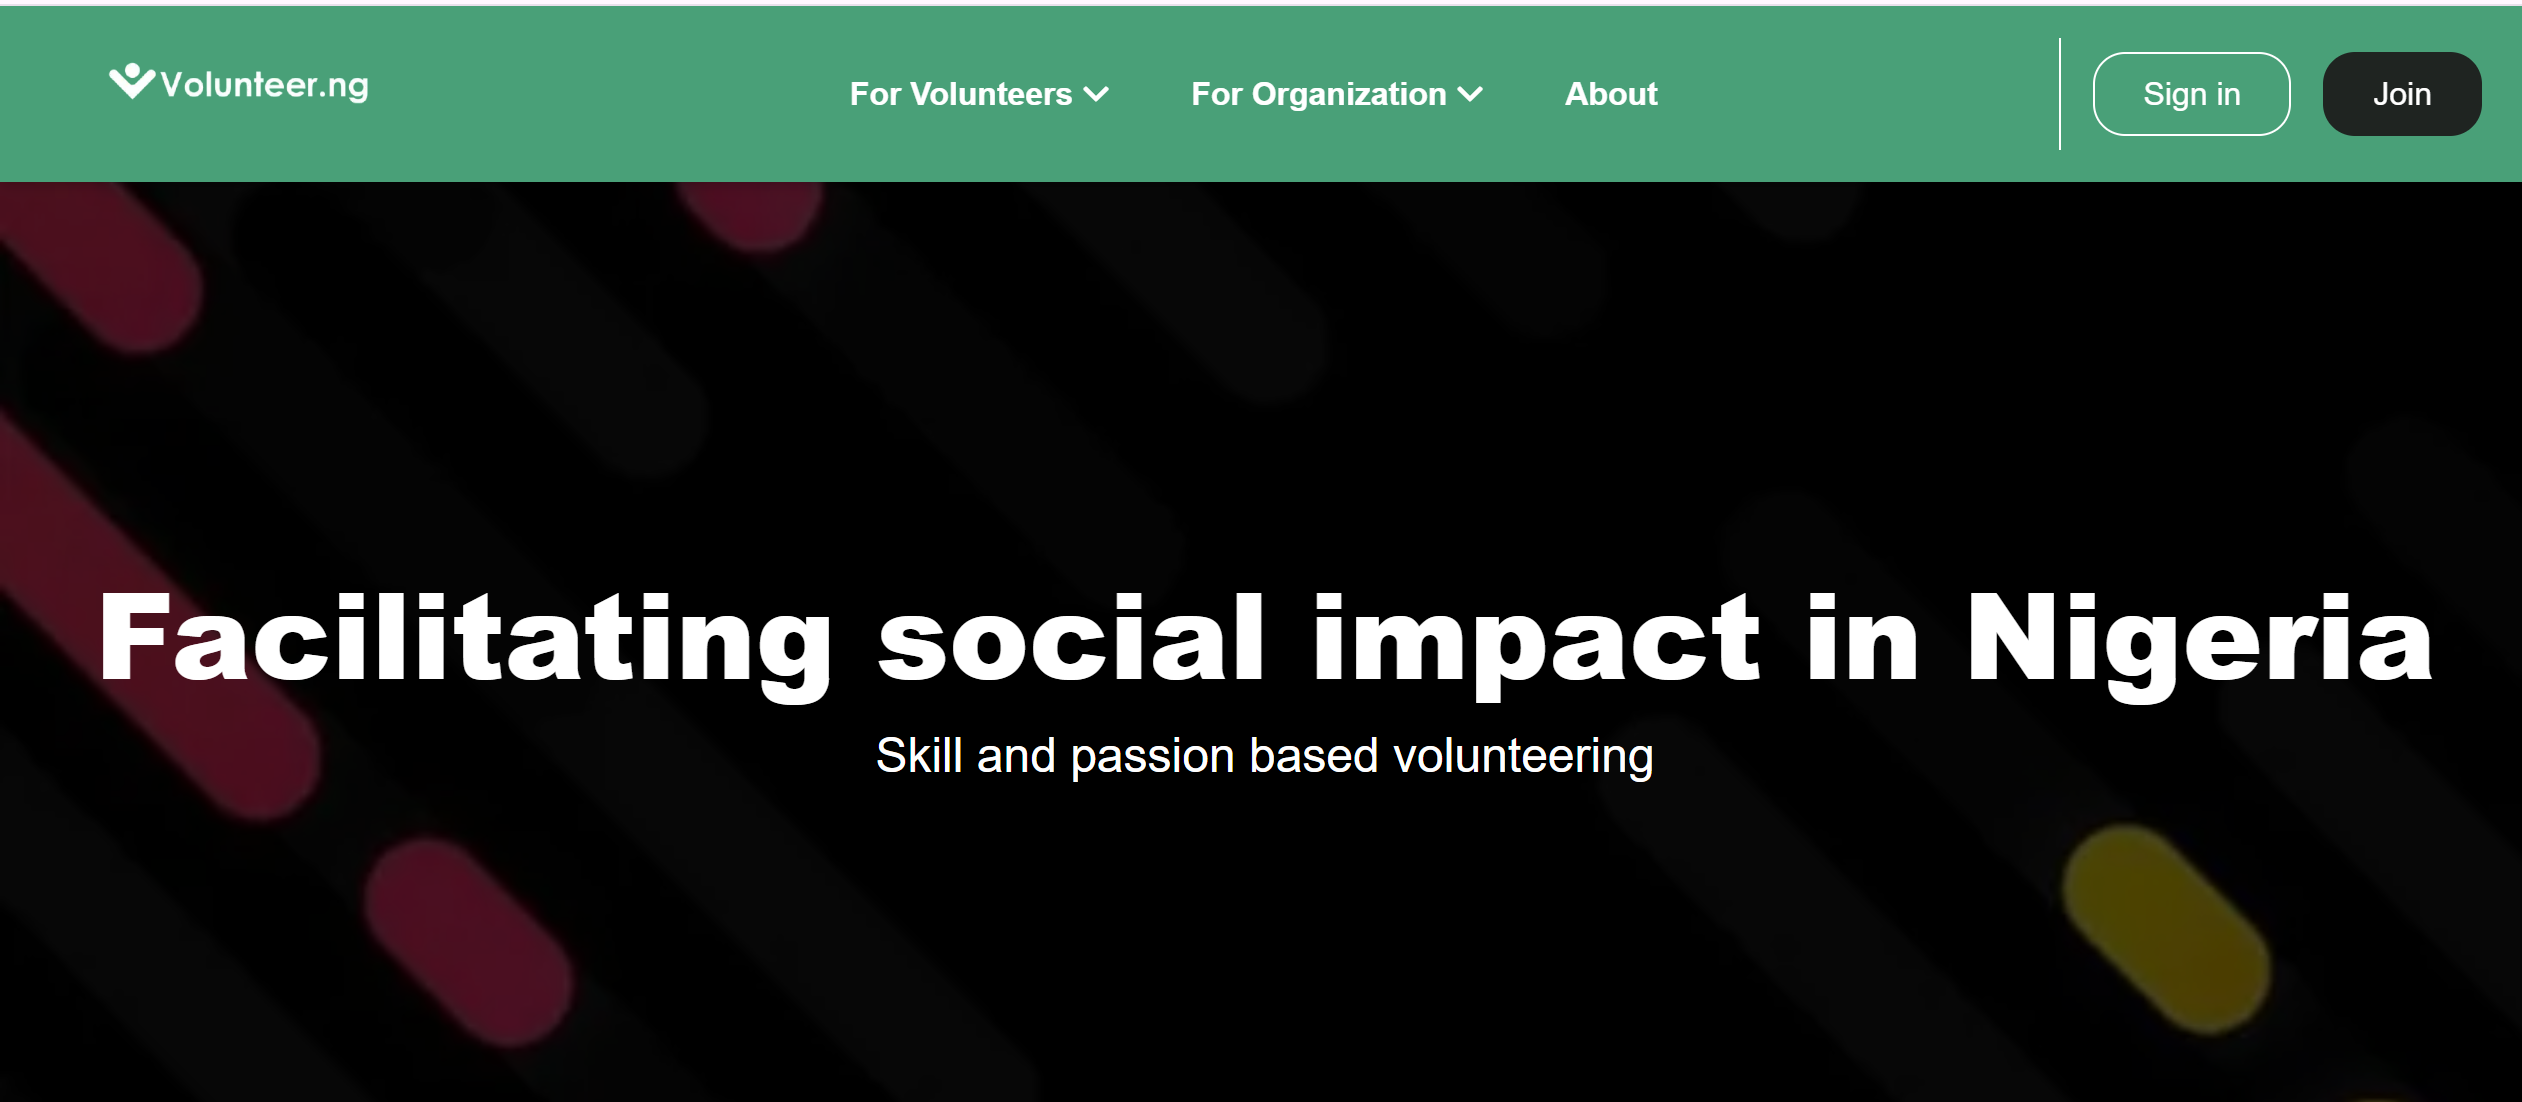 Volunteer.ng
For Volunteers
For Organization
About
Sign in
Join
Facilitating social impact in Nigeria
Skill and passion based volunteering